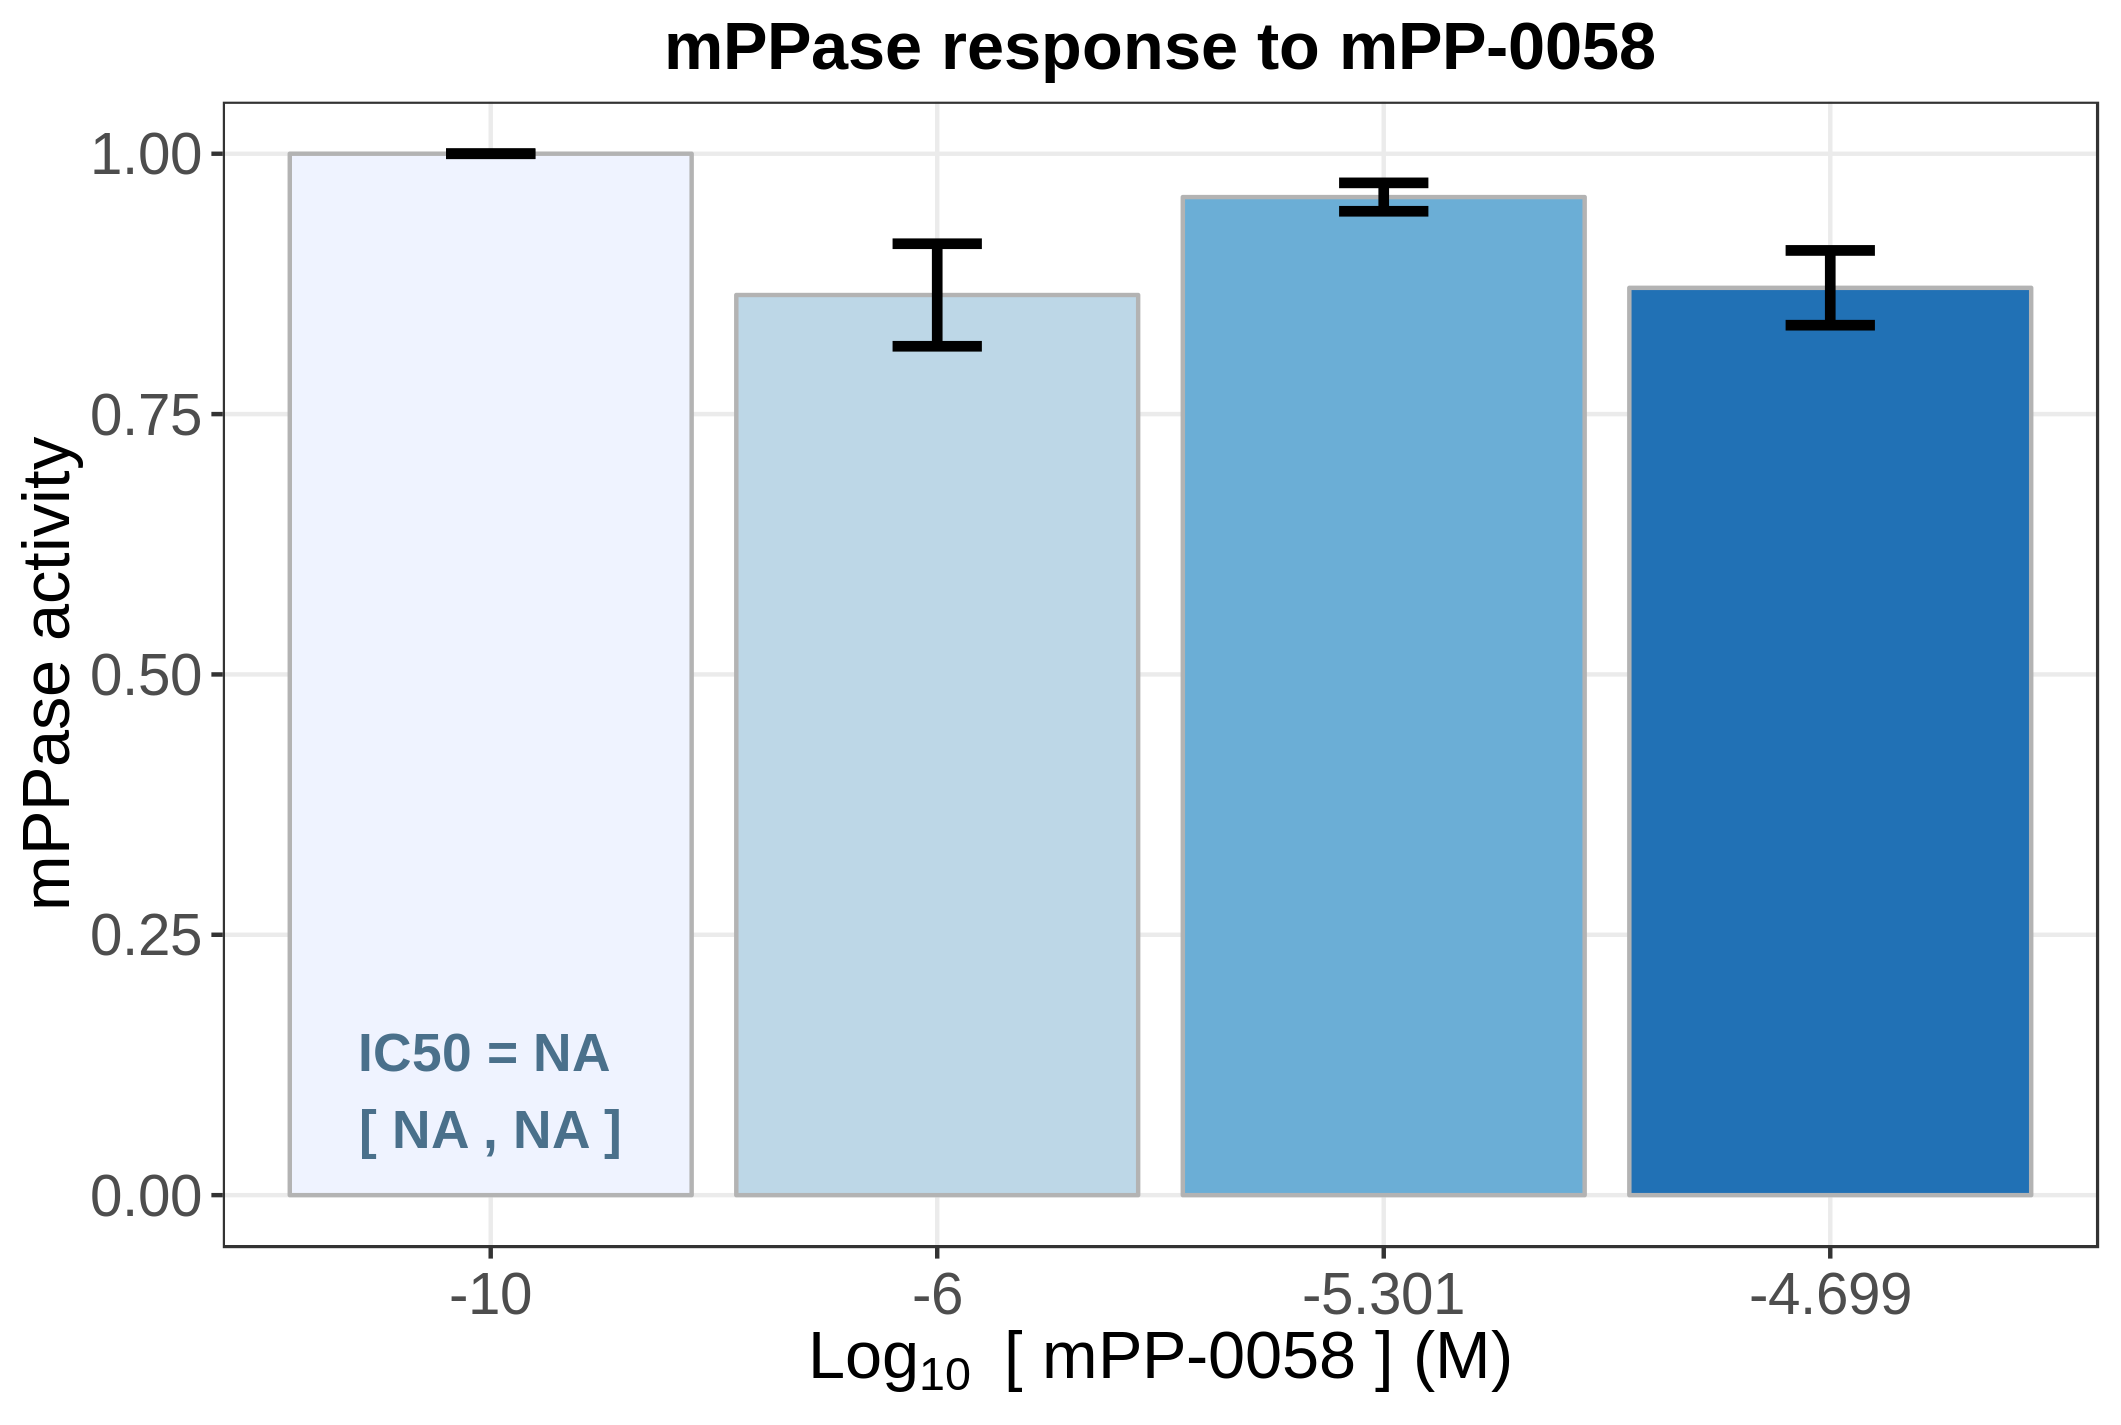 mPPase response to mPP-0058
mPPase activity
1.00
0.75
0.50
0.25
0.00
IC50 = NA
[ NA , NA ]
-10
-6
-5.301
-4.699
Log10 [ mPP-0058 ] (M)